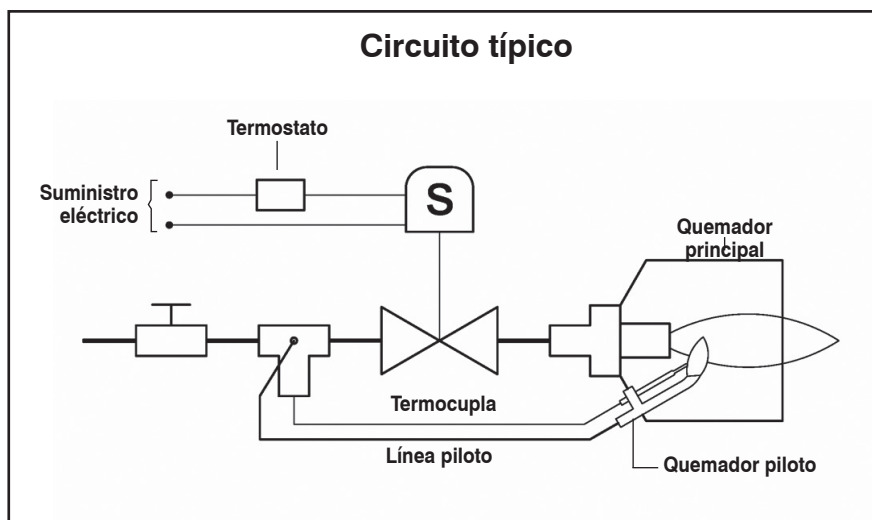 Circuito típico
Termostato
Suministro
eléctrico
S
Quemador
principal
Termocupla
Línea piloto
Quemador piloto